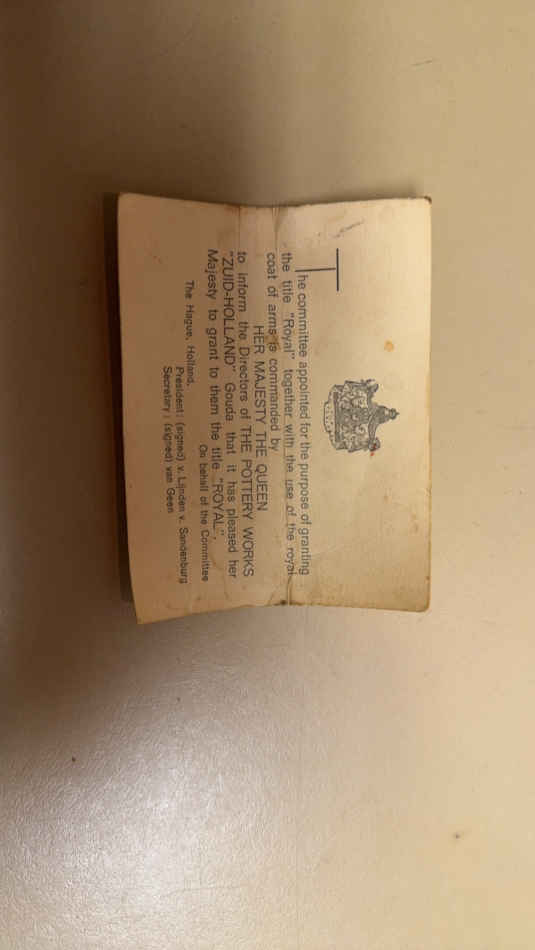 The committee appointed for the purpose of granting
the title "Royal" together with the use of the royal
coat of arms is commanded by
HER MAJESTY THE QUEEN
to inform the Directors of THE POTTERY WORKS
"ZUID-HOLLAND" Gouda that it has pleased her
Majesty to grant to them the title "ROYAL".
On behalf of the Committee
The Hague, Holland.
President: (signed) v. Lijnden v. Sandenburg
Secretary: (signed) van Geen